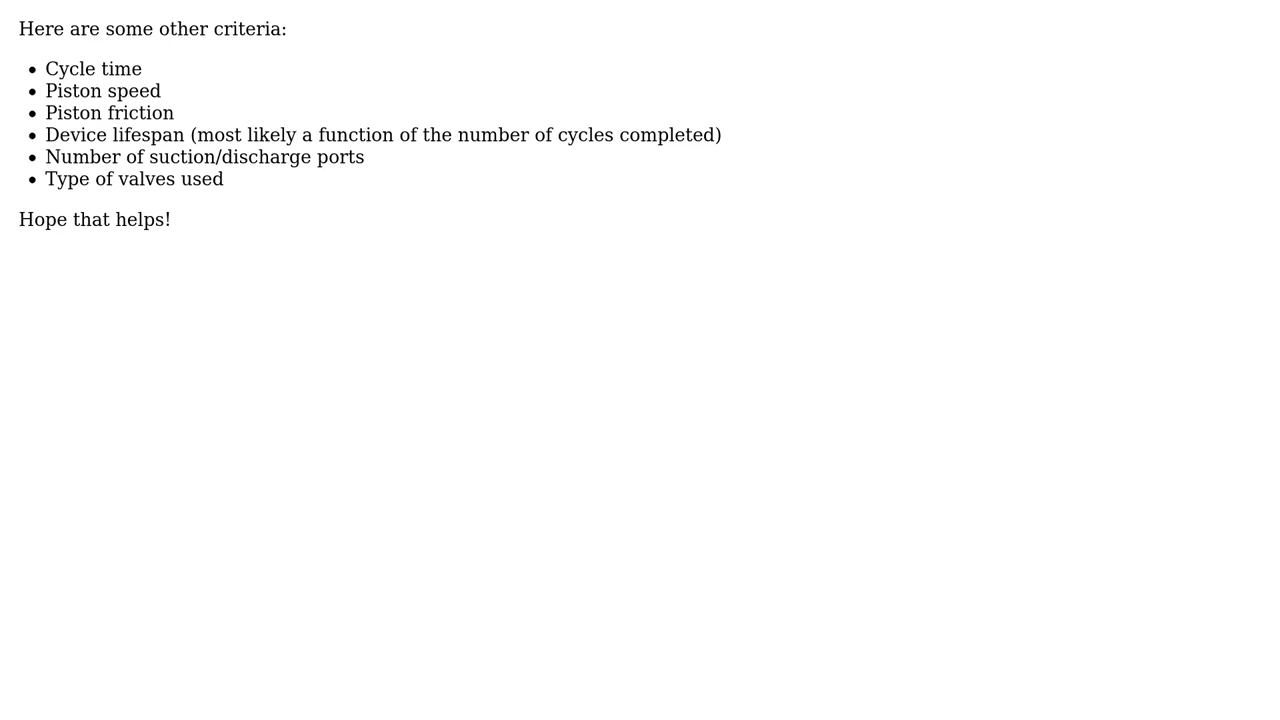 Here are some other criteria:
• Cycle time
• Piston speed
• Piston friction
• Device lifespan (most likely a function of the number of cycles completed)
• Number of suction/discharge ports
• Type of valves used
Hope that helps!